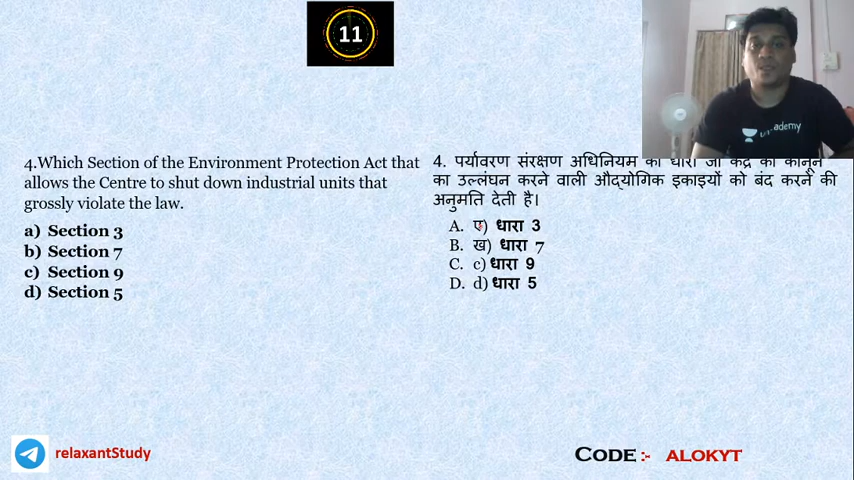 11
4.Which Section of the Environment Protection Act that
allows the Centre to shut down industrial units that
grossly violate the law.
a) Section 3
b) Section 7
c) Section 9
d) Section 5
4. पर्यावरण संरक्षण अधिनियम की धारा जो केंद्र को कानून
का उल्लंघन करने वाली औद्योगिक इकाइयों को बंद करने की
अनुमति देती है।
A. ए) धारा 3
B. ख) धारा 7
C. c) धारा 9
D. d) धारा 5
unacademy
relaxantStudy
CODE :- ALOKYT